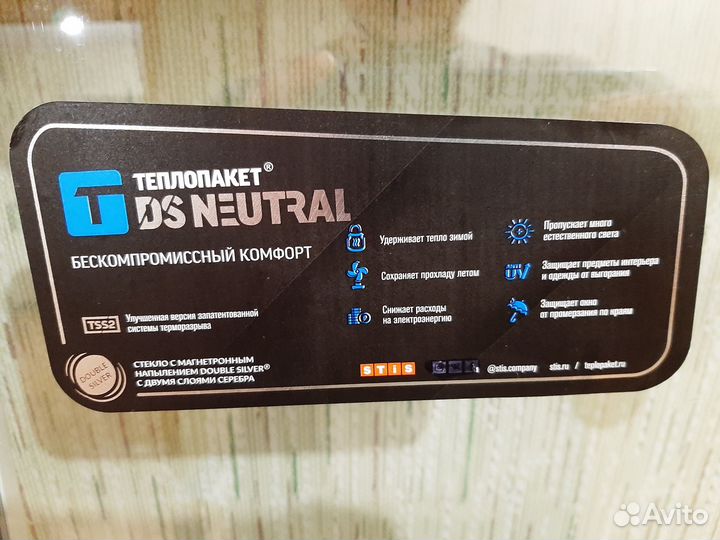 ТЕПЛОПАКЕТ®
DS NEUTRAL
БЕСКОМПРОМИССНЫЙ КОМФОРТ
TSS2
Улучшенная версия запатентованной
системы терморазрыва
DOUBLE
SILVER
СТЕКЛО С МАГНЕТРОННЫМ
НАПЫЛЕНИЕМ DOUBLE SILVER®
С ДВУМЯ СЛОЯМИ СЕРЕБРА
Удерживает тепло зимой
Сохраняет прохладу летом
Снижает расходы
на электроэнергию
Пропускает много
естественного света
ANTI
UV
Защищает предметы интерьера
и одежды от выгорания
Защищает окно
от промерзания по краям
STiS
@stis.company
stis.ru / teplopaket.ru
Avito